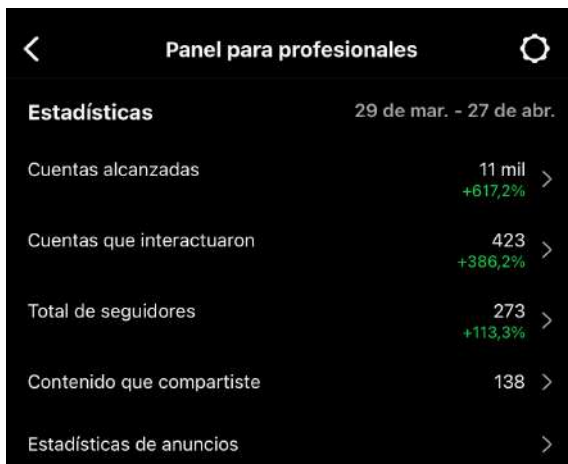 Panel para profesionales
Estadísticas 29 de mar. - 27 de abr.
Cuentas alcanzadas 11 mil
+617,2%
Cuentas que interactuaron 423
+386,2%
Total de seguidores 273
+113,3%
Contenido que compartiste 138
Estadísticas de anuncios